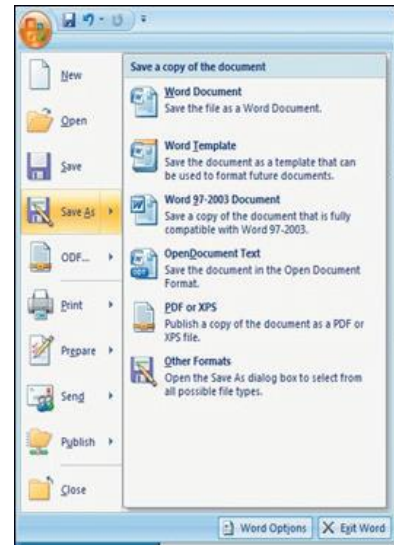 New
Open
Save
Save As
ODF...
Print
Prepare
Send
Publish
Close
Save a copy of the document
Word Document
Save the file as a Word Document.
Word Template
Save the document as a template that can
be used to format future documents.
Word 97-2003 Document
Save a copy of the document that is fully
compatible with Word 97-2003.
OpenDocument Text
Save the document in the Open Document
Format.
PDF or XPS
Publish a copy of the document as a PDF or
XPS file.
Other Formats
Open the Save As dialog box to select from
all possible file types.
Word Options
Exit Word